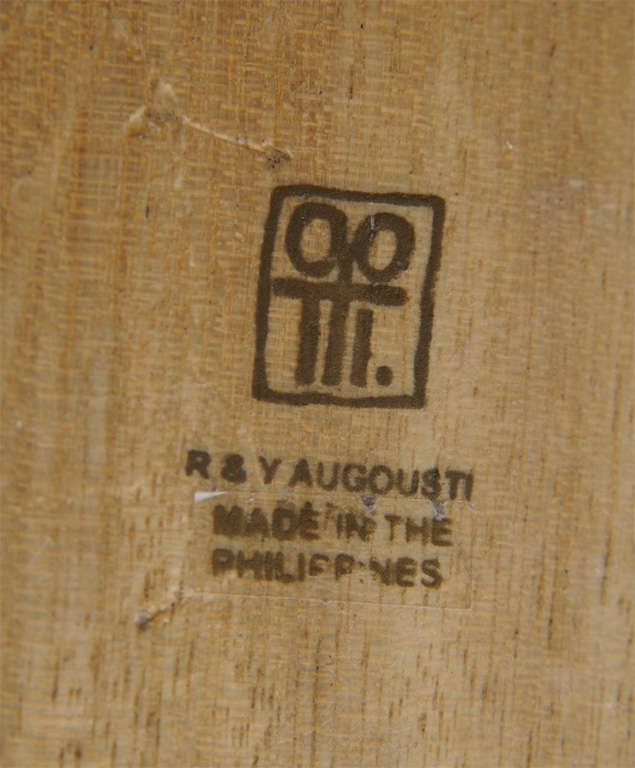 R & Y AUGOUSTI
MADE IN THE
PHILIPPINES